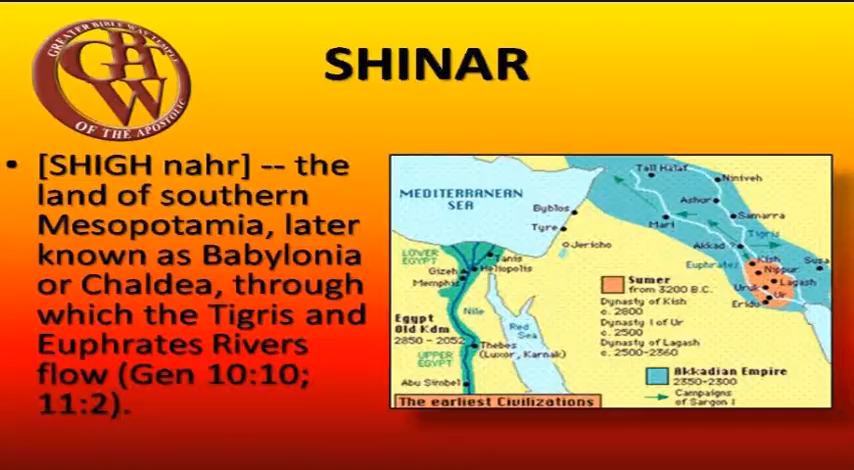 GREATER BIBLE WAY TEMPLE
GBWT
OF THE APOSTOLIC
SHINAR
• [SHIGH nahr] -- the
land of southern
Mesopotamia, later
known as Babylonia
or Chaldea, through
which the Tigris and
Euphrates Rivers
flow (Gen 10:10;
11:2).
MEDITERRANEAN
SEA
Tall Halaf
Niniveh
Ashur
Byblos
Mari
Samarra
Tyre
Tigris
Jericho
Akkad ?
LOWER
EGYPT
Tanis
Euphrates
Kish
Susa
Gizeh
Heliopolis
Nippur
Memphis
Lagash
Uruk
Ur
Eridu
Sumer
from 3200 B.C.
Dynasty of Kish
c. 2800
Dynasty I of Ur
c. 2500
Dynasty of Lagash
c. 2500-2360
Nile
Egypt
Old Kdm
2850 - 2052
Red
Sea
Thebes
(Luxor, Karnak)
UPPER
EGYPT
Abu Simbel
Akkadian Empire
2350-2300
Campaigns
of Sargon I
The earliest Civilizations